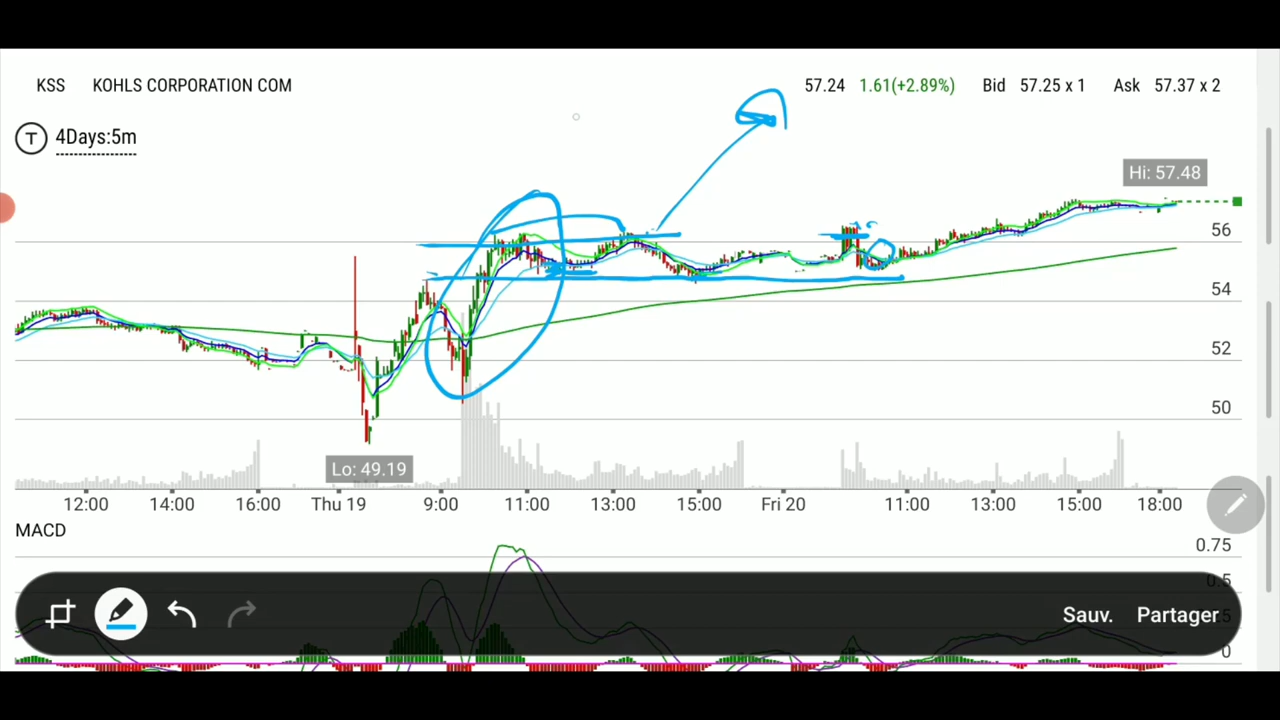 KSS KOHLS CORPORATION COM 57.24 1.61(+2.89%) Bid 57.25 x 1 Ask 57.37 x 2
T 4Days:5m
Hi: 57.48
56
54
52
50
Lo: 49.19
12:00 14:00 16:00 Thu 19 9:00 11:00 13:00 15:00 Fri 20 11:00 13:00 15:00 18:00
MACD
0.75
Sauv. Partager
0